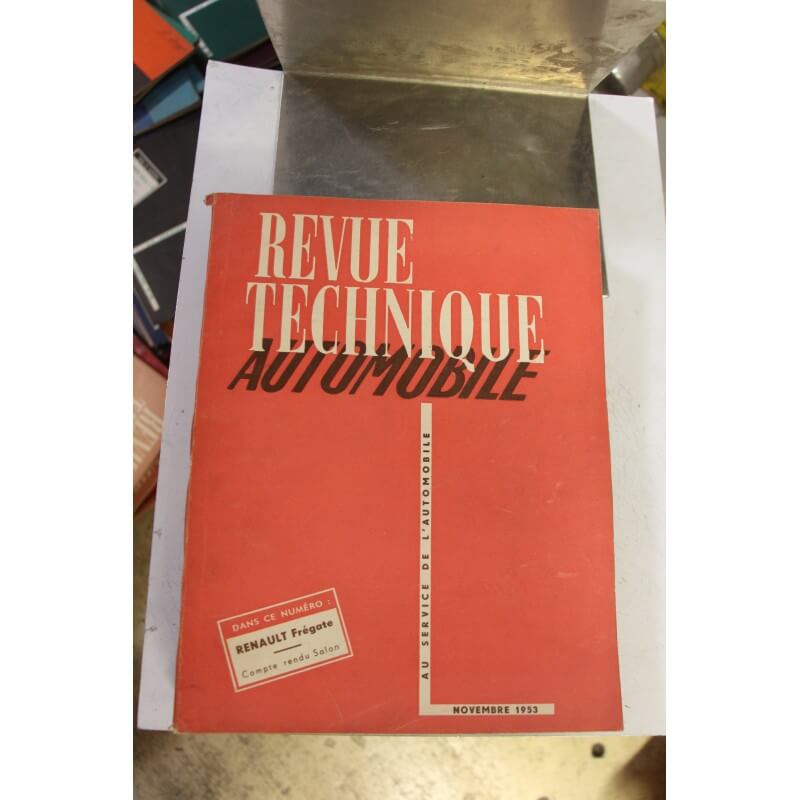 REVUE
TECHNIQUE
AUTOMOBILE
AU SERVICE DE L'AUTOMOBILE
DANS CE NUMÉRO :
RENAULT Frégate
Compte rendu Salon
NOVEMBRE 1953